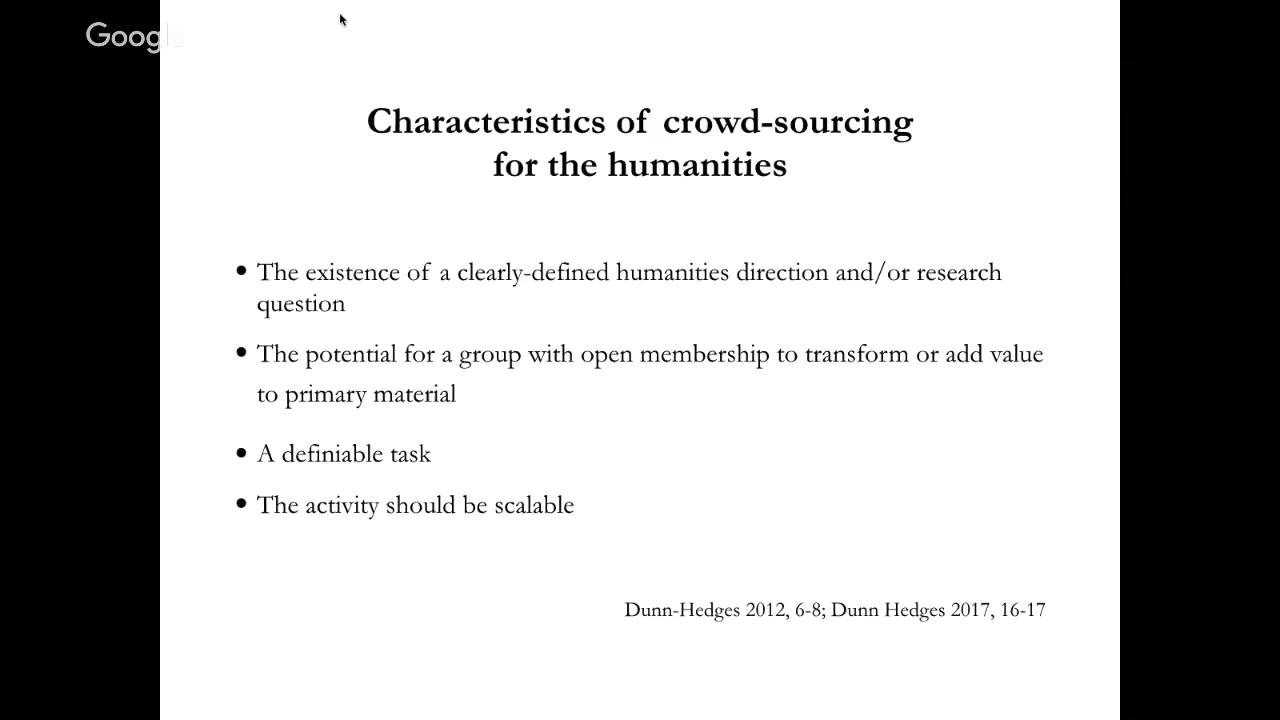 Google
Characteristics of crowd-sourcing
for the humanities
• The existence of a clearly-defined humanities direction and/or research
question
• The potential for a group with open membership to transform or add value
to primary material
• A definiable task
• The activity should be scalable
Dunn-Hedges 2012, 6-8; Dunn Hedges 2017, 16-17